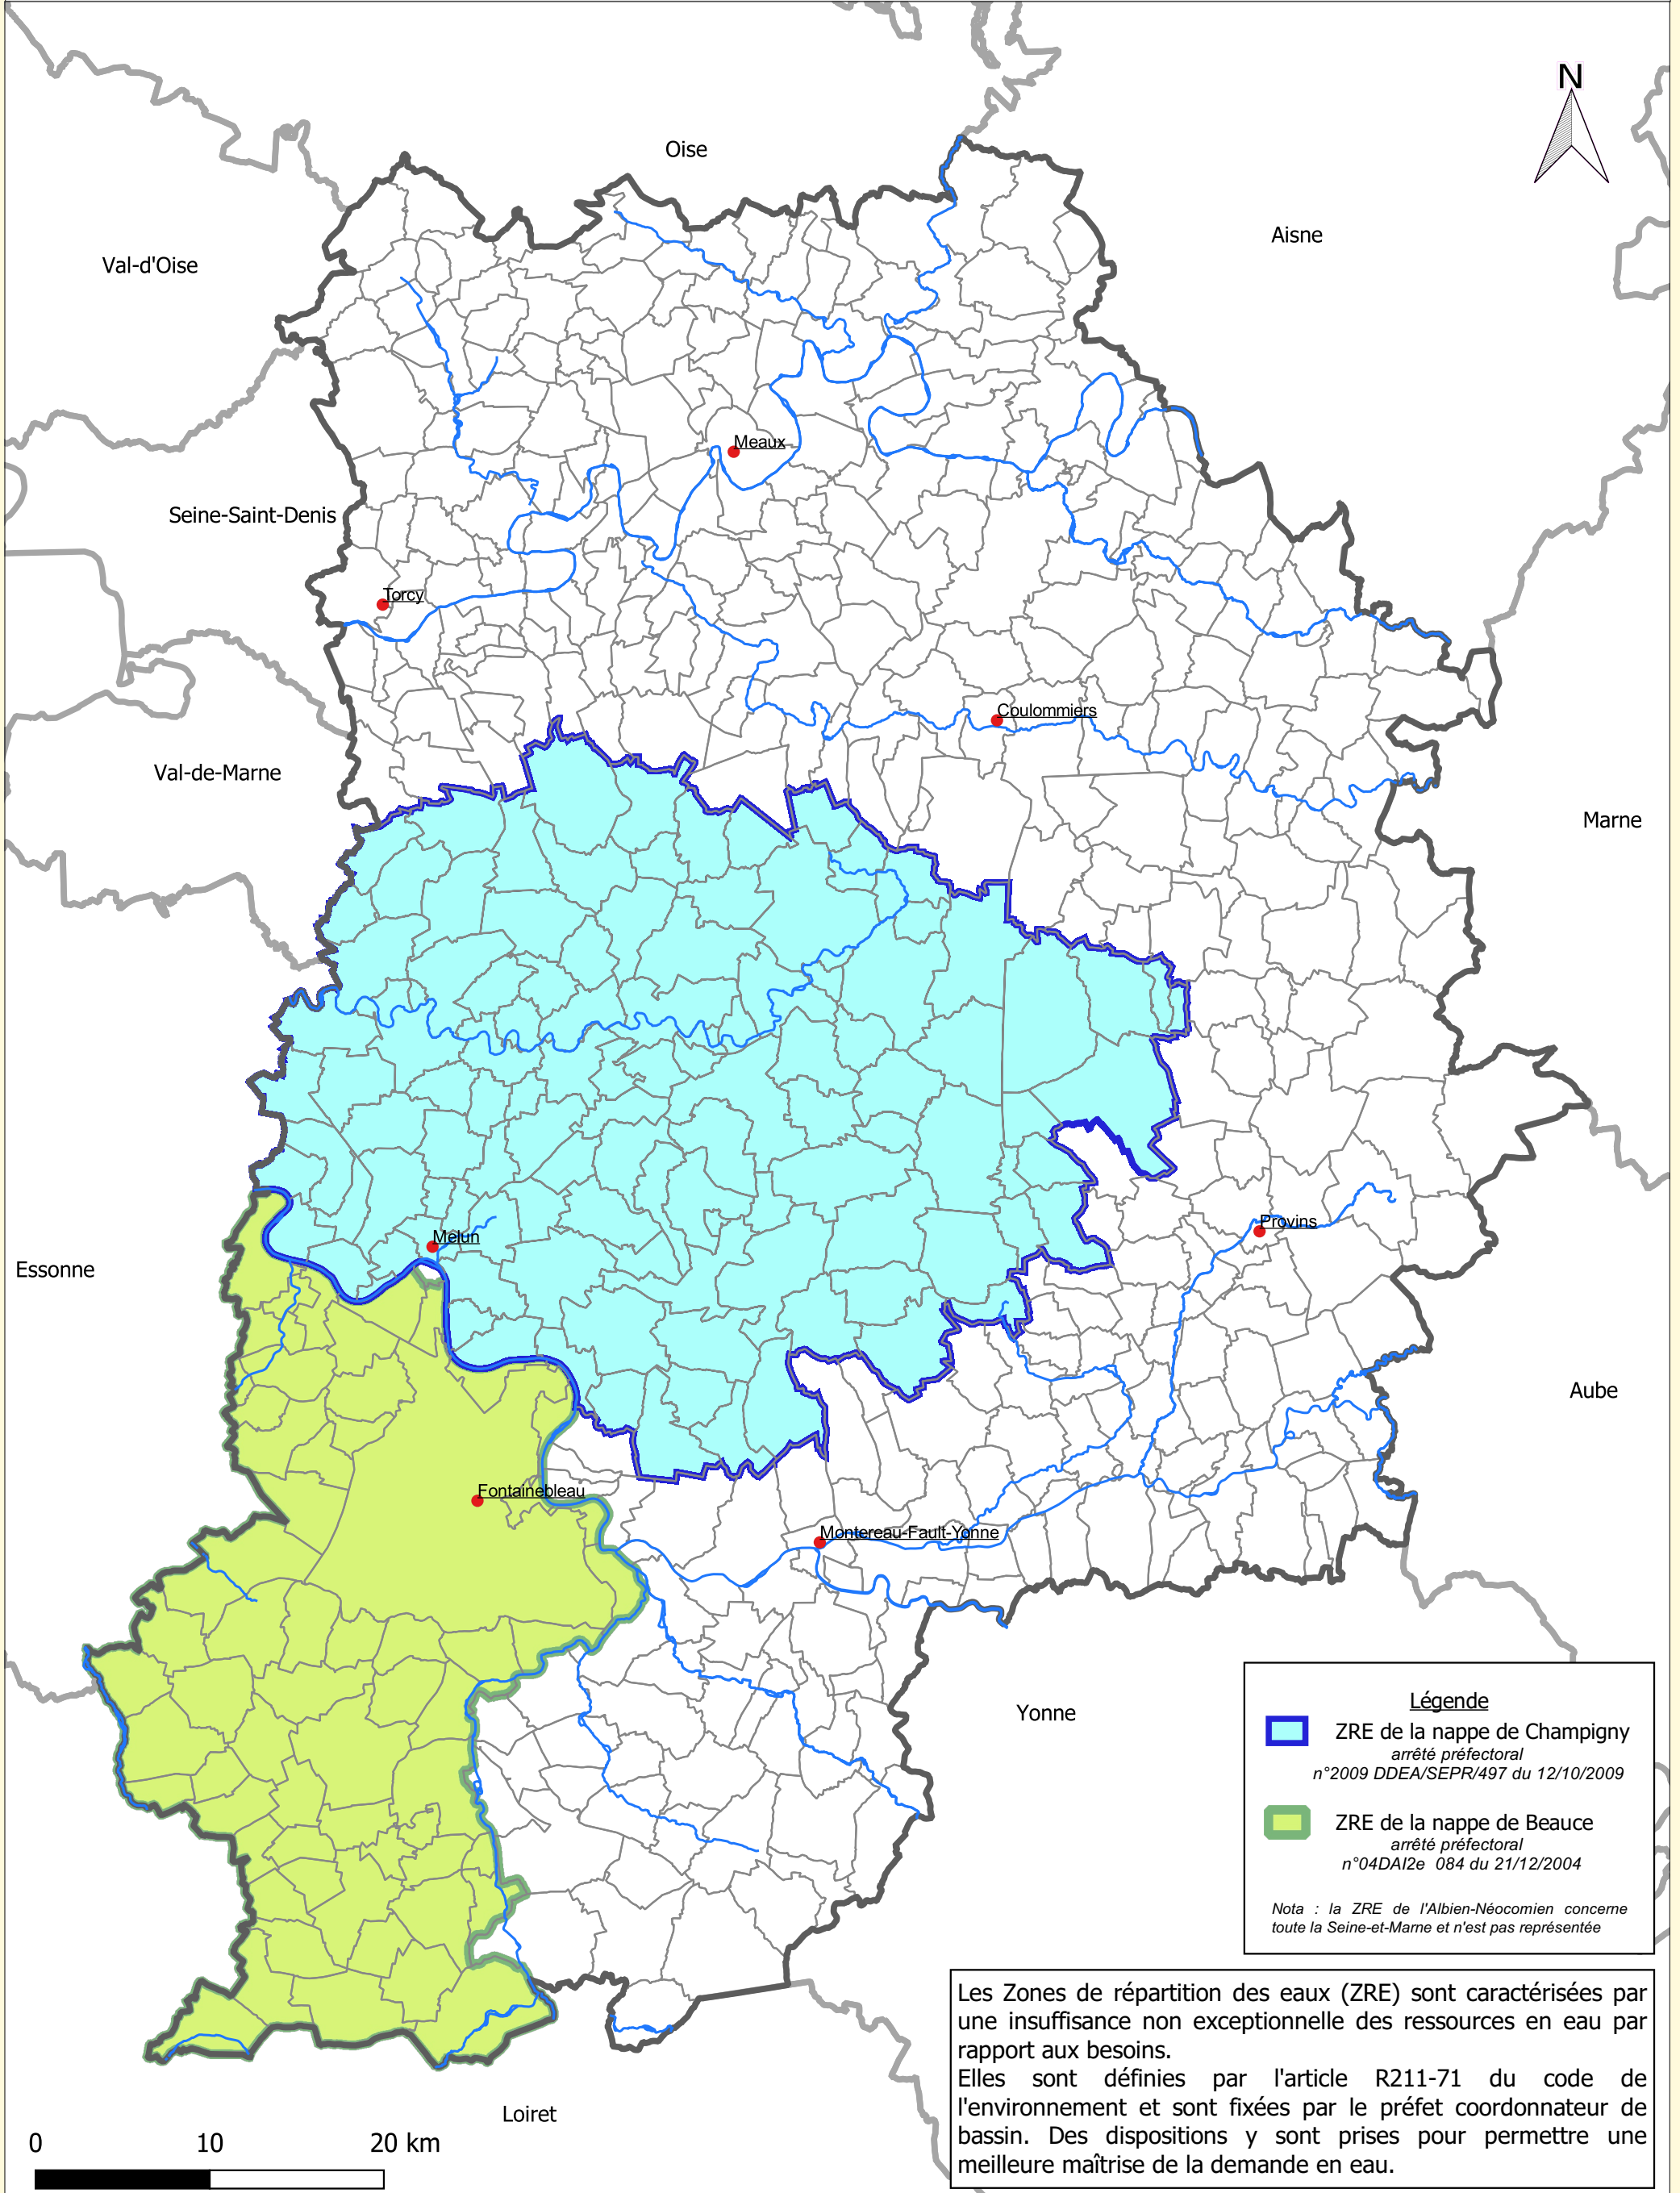 N
Oise
Aisne
Val-d'Oise
Meaux
Seine-Saint-Denis
Torcy
Coulommiers
Val-de-Marne
Marne
Provins
Melun
Essonne
Aube
Fontainebleau
Montereau-Fault-Yonne
Yonne
Légende
ZRE de la nappe de Champigny
arrêté préfectoral
n°2009 DDEA/SEPR/497 du 12/10/2009
ZRE de la nappe de Beauce
arrêté préfectoral
n°04DAI2e 084 du 21/12/2004
Nota : la ZRE de l'Albien-Néocomien concerne
toute la Seine-et-Marne et n'est pas représentée
Les Zones de répartition des eaux (ZRE) sont caractérisées par
une insuffisance non exceptionnelle des ressources en eau par
rapport aux besoins.
Elles sont définies par l'article R211-71 du code de
l'environnement et sont fixées par le préfet coordonnateur de
bassin. Des dispositions y sont prises pour permettre une
meilleure maîtrise de la demande en eau.
Loiret
0 10 20 km